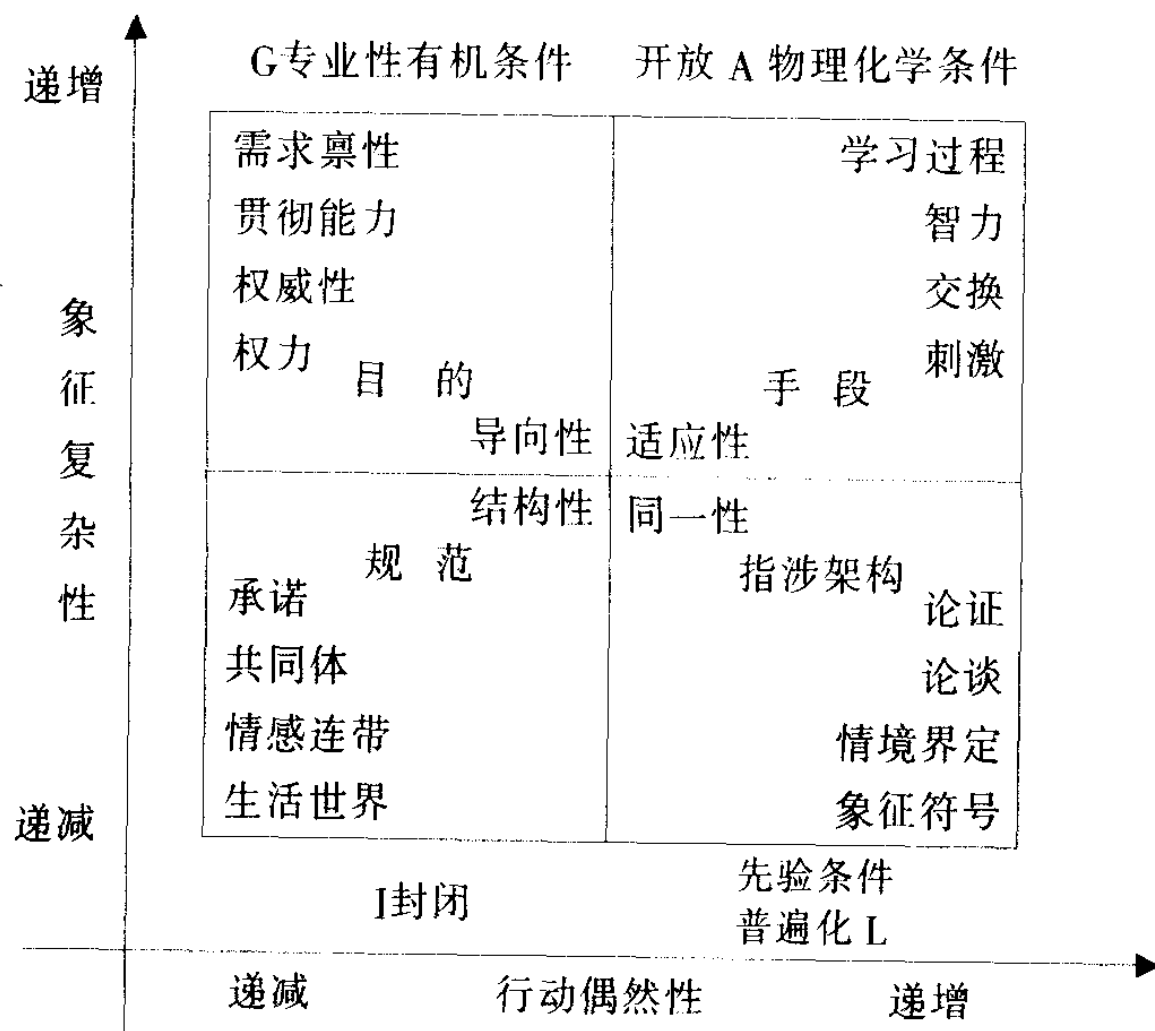 递增
G专业性有机条件 开放 A 物理化学条件
需求禀性 学习过程
贯彻能力 智力
权威性 交换
权力 刺激
目的 手段
导向性 适应性
象征复杂性
结构性 同一性
规范 指涉架构
承诺 论证
共同体 论谈
情感连带 情境界定
生活世界 象征符号
递减
I封闭
先验条件
普遍化 L
递减 行动偶然性 递增